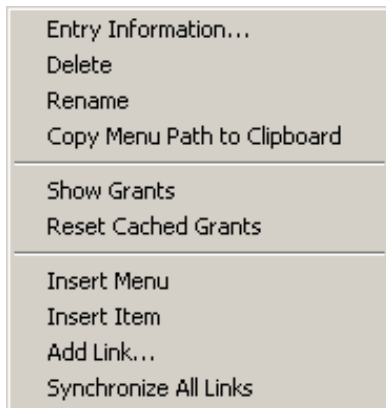 Entry Information...
Delete
Rename
Copy Menu Path to Clipboard
Show Grants
Reset Cached Grants
Insert Menu
Insert Item
Add Link...
Synchronize All Links